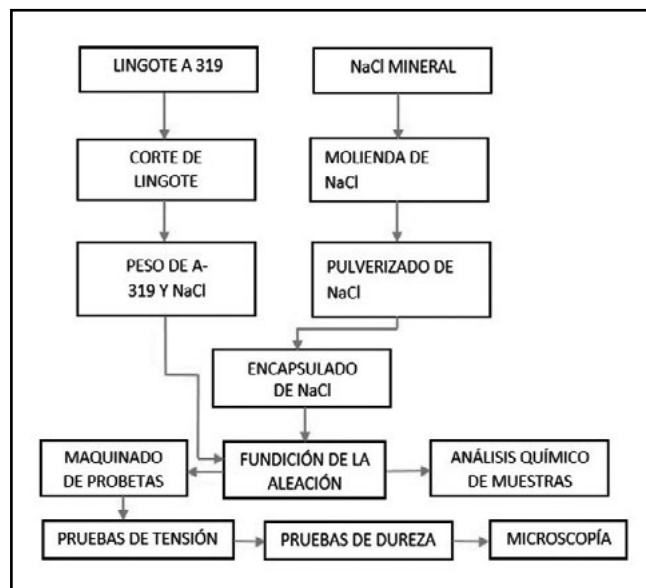 LINGOTE A 319
NaCl MINERAL
CORTE DE
LINGOTE
MOLIENDA DE
NaCl
PESO DE A-
319 Y NaCl
PULVERIZADO DE
NaCl
ENCAPSULADO
DE NaCl
MAQUINADO
DE PROBETAS
FUNDICIÓN DE LA
ALEACIÓN
ANÁLISIS QUÍMICO
DE MUESTRAS
PRUEBAS DE TENSIÓN
PRUEBAS DE DUREZA
MICROSCOPÍA